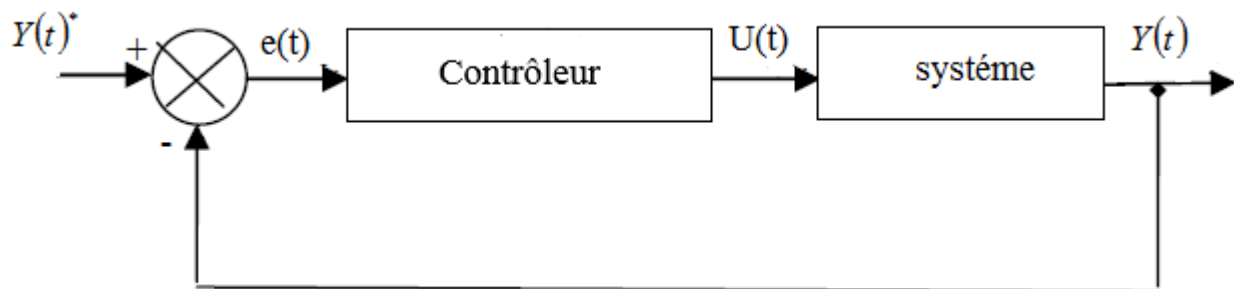 Y(t)*
+
e(t)
Contrôleur
U(t)
systéme
Y(t)
-